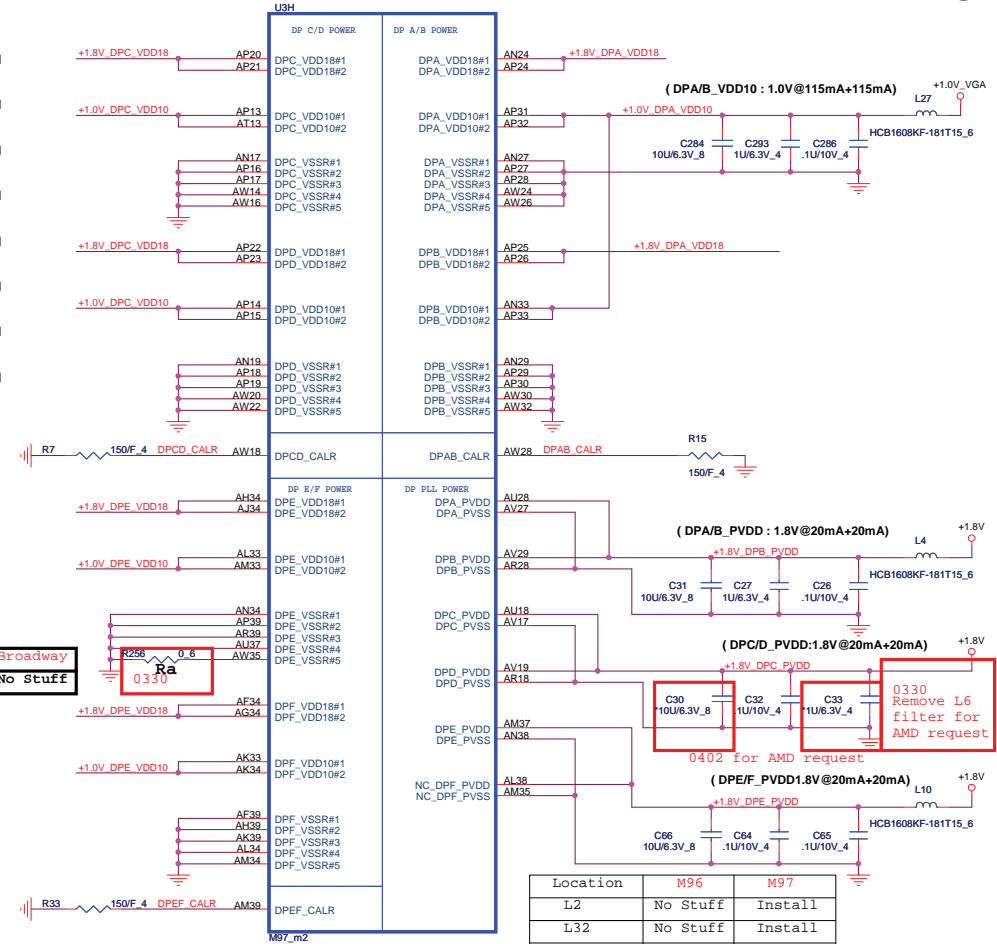 U3H
DP C/D POWER
DP A/B POWER
+1.8V_DPC_VDD18
AP20 DPC_VDD18#1
AP21 DPC_VDD18#2
+1.0V_DPC_VDD10
AP13 DPC_VDD10#1
AT13 DPC_VDD10#2
AN17 DPC_VSSR#1
AP16 DPC_VSSR#2
AP17 DPC_VSSR#3
AW14 DPC_VSSR#4
AW16 DPC_VSSR#5
+1.8V_DPC_VDD18
AP22 DPD_VDD18#1
AP23 DPD_VDD18#2
+1.0V_DPC_VDD10
AP14 DPD_VDD10#1
AP15 DPD_VDD10#2
AN19 DPD_VSSR#1
AP18 DPD_VSSR#2
AP19 DPD_VSSR#3
AW20 DPD_VSSR#4
AW22 DPD_VSSR#5
R7 150/F_4 DPCD_CALR AW18 DPCD_CALR
DPA_VDD18#1 AN24 +1.8V_DPA_VDD18
DPA_VDD18#2 AP24
( DPA/B_VDD10 : 1.0V@115mA+115mA)
+1.0V_VGA
L27
HCB1608KF-181T15_6
DPA_VDD10#1 AP31 +1.0V_DPA_VDD10
DPA_VDD10#2 AP32
C284 10U/6.3V_8
C293 1U/6.3V_4
C286 .1U/10V_4
DPA_VSSR#1 AN27
DPA_VSSR#2 AP27
DPA_VSSR#3 AP28
DPA_VSSR#4 AW24
DPA_VSSR#5 AW26
DPB_VDD18#1 AP25 +1.8V_DPA_VDD18
DPB_VDD18#2 AP26
DPB_VDD10#1 AN33
DPB_VDD10#2 AP33
DPB_VSSR#1 AN29
DPB_VSSR#2 AP29
DPB_VSSR#3 AP30
DPB_VSSR#4 AW30
DPB_VSSR#5 AW32
DPAB_CALR AW28 DPAB_CALR
R15
150/F_4
DP E/F POWER
DP PLL POWER
+1.8V_DPE_VDD18
AH34 DPE_VDD18#1
AJ34 DPE_VDD18#2
+1.0V_DPE_VDD10
AL33 DPE_VDD10#1
AM33 DPE_VDD10#2
AN34 DPE_VSSR#1
AP39 DPE_VSSR#2
AR39 DPE_VSSR#3
AU37 DPE_VSSR#4
AW35 DPE_VSSR#5
Broadway
No Stuff
R256 0_6
Ra
0330
+1.8V_DPE_VDD18
AF34 DPF_VDD18#1
AG34 DPF_VDD18#2
+1.0V_DPE_VDD10
AK33 DPF_VDD10#1
AK34 DPF_VDD10#2
AF39 DPF_VSSR#1
AH39 DPF_VSSR#2
AK39 DPF_VSSR#3
AL34 DPF_VSSR#4
AM34 DPF_VSSR#5
R33 150/F_4 DPEF_CALR AM39 DPEF_CALR
M97_m2
DPA_PVDD AU28
DPA_PVSS AV27
( DPA/B_PVDD : 1.8V@20mA+20mA)
+1.8V
L4
HCB1608KF-181T15_6
DPB_PVDD AV29 +1.8V_DPB_PVDD
DPB_PVSS AR28
C31 10U/6.3V_8
C27 1U/6.3V_4
C26 .1U/10V_4
DPC_PVDD AU18
DPC_PVSS AV17
( DPC/D_PVDD:1.8V@20mA+20mA)
+1.8V
DPD_PVDD AV19 +1.8V_DPC_PVDD
DPD_PVSS AR18
C30 *10U/6.3V_8
C32 .1U/10V_4
C33 *1U/6.3V_4
0330
Remove L6
filter for
AMD request
0402 for AMD request
DPE_PVDD AM37
DPE_PVSS AN38
( DPE/F_PVDD1.8V@20mA+20mA)
+1.8V
L10
HCB1608KF-181T15_6
NC_DPF_PVDD AL38
NC_DPF_PVSS AM35
+1.8V_DPE_PVDD
C66 10U/6.3V_8
C64 .1U/10V_4
C65 .1U/10V_4
Location M96 M97
L2 No Stuff Install
L32 No Stuff Install